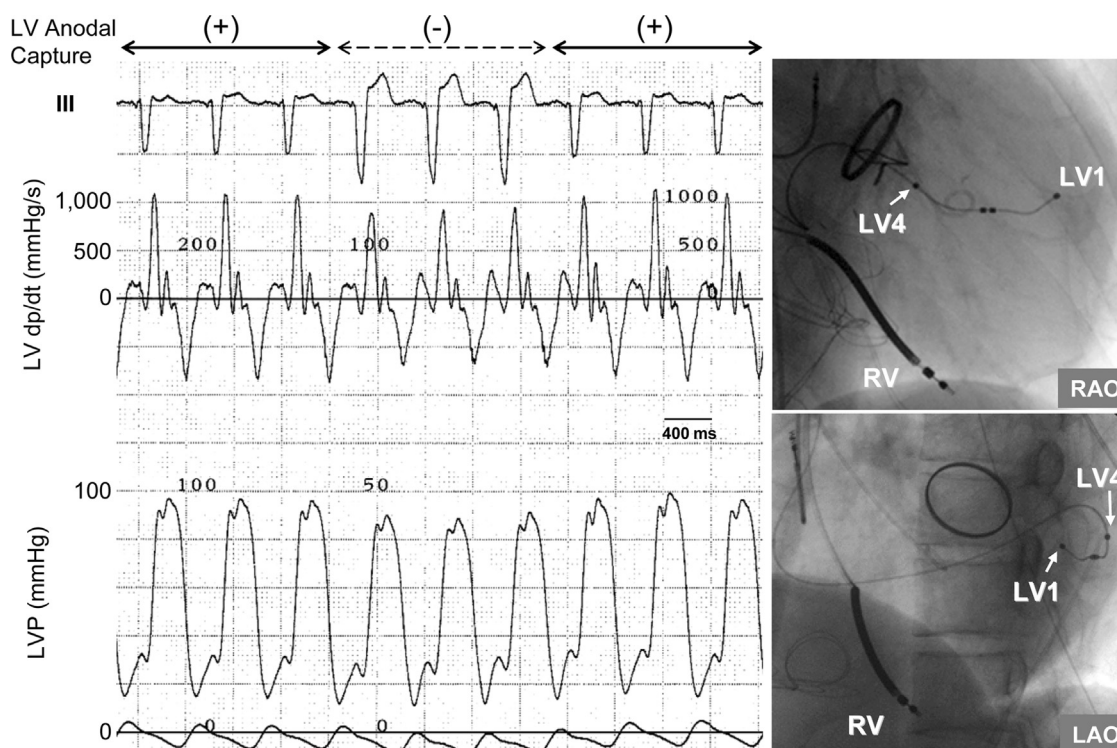 LV Anodal
Capture
(+) (-) (+)
III
LV dp/dt (mmHg/s)
1,000
500
0
200
100
1000
500
0
400 ms
LVP (mmHg)
100
0
100
50
0
0
LV4
LV1
RV
RAO
LV4
LV1
RV
LAO